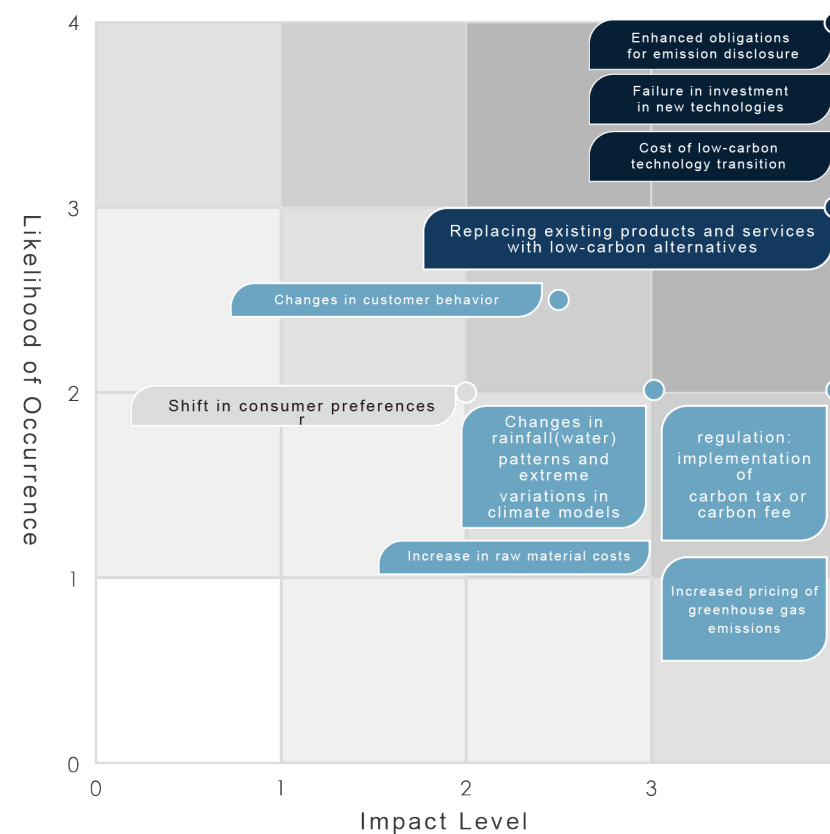 4
Enhanced obligations
for emission disclosure
Failure in investment
in new technologies
Cost of low-carbon
technology transition
3
Replacing existing products and services
with low-carbon alternatives
Changes in customer behavior
2
Shift in consumer preferences
r
Changes in
rainfall(water)
patterns and
extreme
variations in
climate models
regulation:
implementation
of
carbon tax or
carbon fee
Increase in raw material costs
1
Increased pricing of
greenhouse gas
emissions
0
0 1 2 3
Impact Level
Likelihood of Occurrence